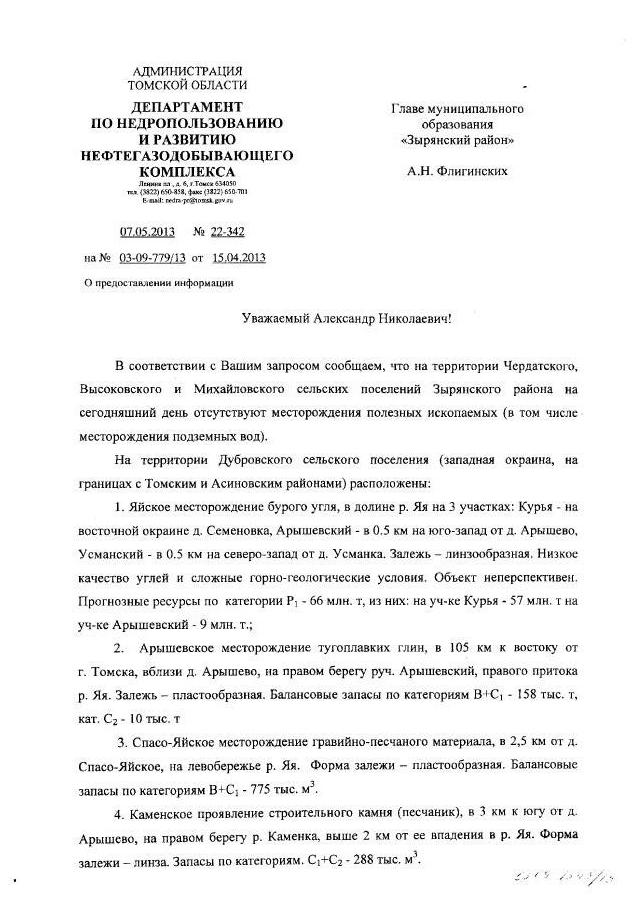 АДМИНИСТРАЦИЯ
ТОМСКОЙ ОБЛАСТИ
ДЕПАРТАМЕНТ
ПО НЕДРОПОЛЬЗОВАНИЮ
И РАЗВИТИЮ
НЕФТЕГАЗОДОБЫВАЮЩЕГО
КОМПЛЕКСА
Ленина пл., д. 6, г.Томск 634050
тел. (3822) 650-858, факс (3822) 650-701
E-mail: nedra-pr@tomsk.gov.ru
Главе муниципального
образования
«Зырянский район»
А.Н. Флигинских
07.05.2013 № 22-342
на № 03-09-779/13 от 15.04.2013
О предоставлении информации
Уважаемый Александр Николаевич!
В соответствии с Вашим запросом сообщаем, что на территории Чердатского,
Высоковского и Михайловского сельских поселений Зырянского района на
сегодняшний день отсутствуют месторождения полезных ископаемых (в том числе
месторождения подземных вод).
На территории Дубровского сельского поселения (западная окраина, на
границах с Томским и Асиновским районами) расположены:
1. Яйское месторождение бурого угля, в долине р. Яя на 3 участках: Курья - на
восточной окраине д. Семеновка, Арышевский - в 0.5 км на юго-запад от д. Арышево,
Усманский - в 0.5 км на северо-запад от д. Усманка. Залежь – линзообразная. Низкое
качество углей и сложные горно-геологические условия. Объект неперспективен.
Прогнозные ресурсы по категории P₁ - 66 млн. т, из них: на уч-ке Курья - 57 млн. т на
уч-ке Арышевский - 9 млн. т.;
2. Арышевское месторождение тугоплавких глин, в 105 км к востоку от
г. Томска, вблизи д. Арышево, на правом берегу руч. Арышевский, правого притока
р. Яя. Залежь – пластообразная. Балансовые запасы по категориям В+С₁ - 158 тыс. т,
кат. С₂ - 10 тыс. т
3. Спасо-Яйское месторождение гравийно-песчаного материала, в 2,5 км от д.
Спасо-Яйское, на левобережье р. Яя. Форма залежи – пластообразная. Балансовые
запасы по категориям В+С₁ - 775 тыс. м³.
4. Каменское проявление строительного камня (песчаник), в 3 км к югу от д.
Арышево, на правом берегу р. Каменка, выше 2 км от ее впадения в р. Яя. Форма
залежи – линза. Запасы по категориям. С₁+С₂ - 288 тыс. м³.